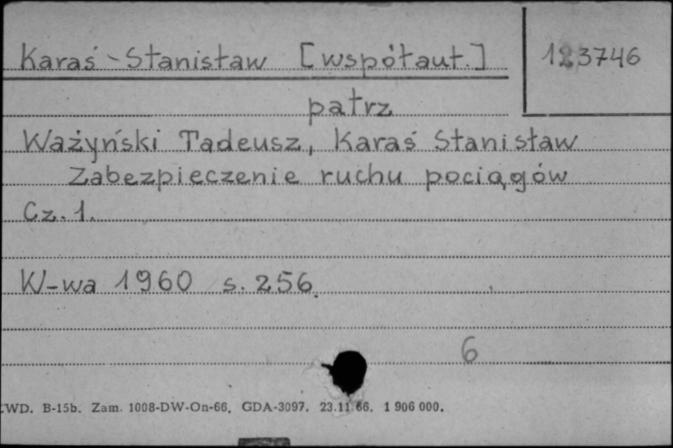 Karaś Stanisław [współaut.] 123746
patrz
Ważyński Tadeusz, Karaś Stanisław
Zabezpieczenie ruchu pociągów
Cz. 1.
W-wa 1960 s. 256.
6
WD. B-15b. Zam. 1008-DW-On-66. GDA-3097. 23.11.66. 1 906 000.